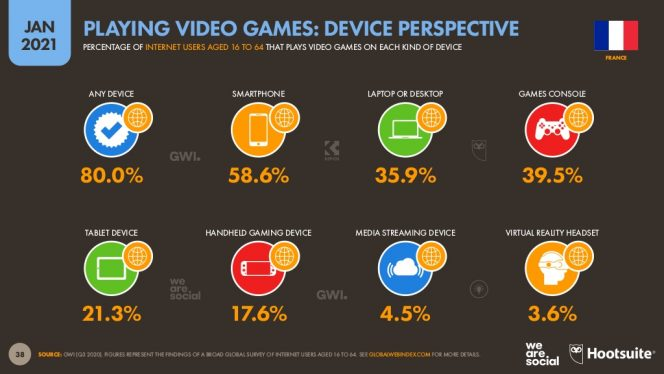 JAN
2021
PLAYING VIDEO GAMES: DEVICE PERSPECTIVE
PERCENTAGE OF INTERNET USERS AGED 16 TO 64 THAT PLAYS VIDEO GAMES ON EACH KIND OF DEVICE
FRANCE
ANY DEVICE
SMARTPHONE
LAPTOP OR DESKTOP
GAMES CONSOLE
80.0%
58.6%
35.9%
39.5%
GWI.
KEPIOS
TABLET DEVICE
HANDHELD GAMING DEVICE
MEDIA STREAMING DEVICE
VIRTUAL REALITY HEADSET
21.3%
17.6%
4.5%
3.6%
we
are
social
GWI.
38
SOURCE: GWI (Q3 2020). FIGURES REPRESENT THE FINDINGS OF A BROAD GLOBAL SURVEY OF INTERNET USERS AGED 16 TO 64. SEE GLOBALWEBINDEX.COM FOR MORE DETAILS.
we
are
social
Hootsuite®